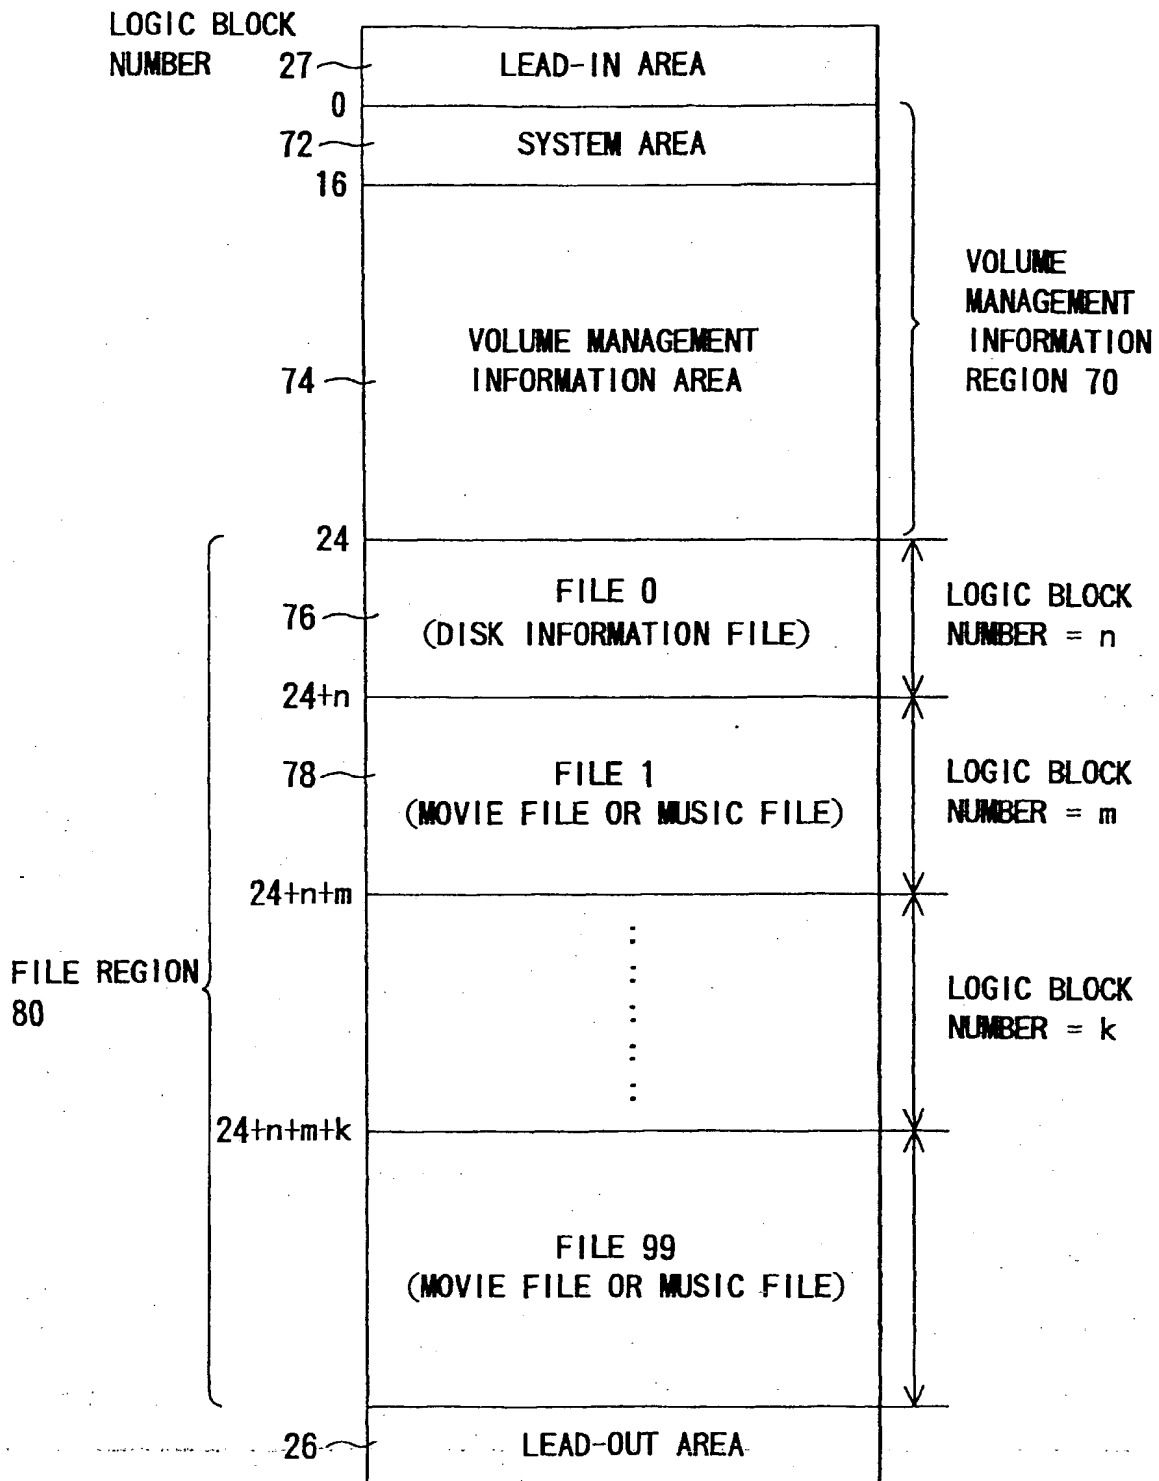 LOGIC BLOCK
NUMBER
27
LEAD-IN AREA
0
72
SYSTEM AREA
16
VOLUME
MANAGEMENT
INFORMATION
REGION 70
VOLUME MANAGEMENT
INFORMATION AREA
74
24
FILE 0
(DISK INFORMATION FILE)
76
LOGIC BLOCK
NUMBER = n
24+n
78
FILE 1
(MOVIE FILE OR MUSIC FILE)
LOGIC BLOCK
NUMBER = m
24+n+m
FILE REGION
80
LOGIC BLOCK
NUMBER = k
24+n+m+k
FILE 99
(MOVIE FILE OR MUSIC FILE)
26
LEAD-OUT AREA